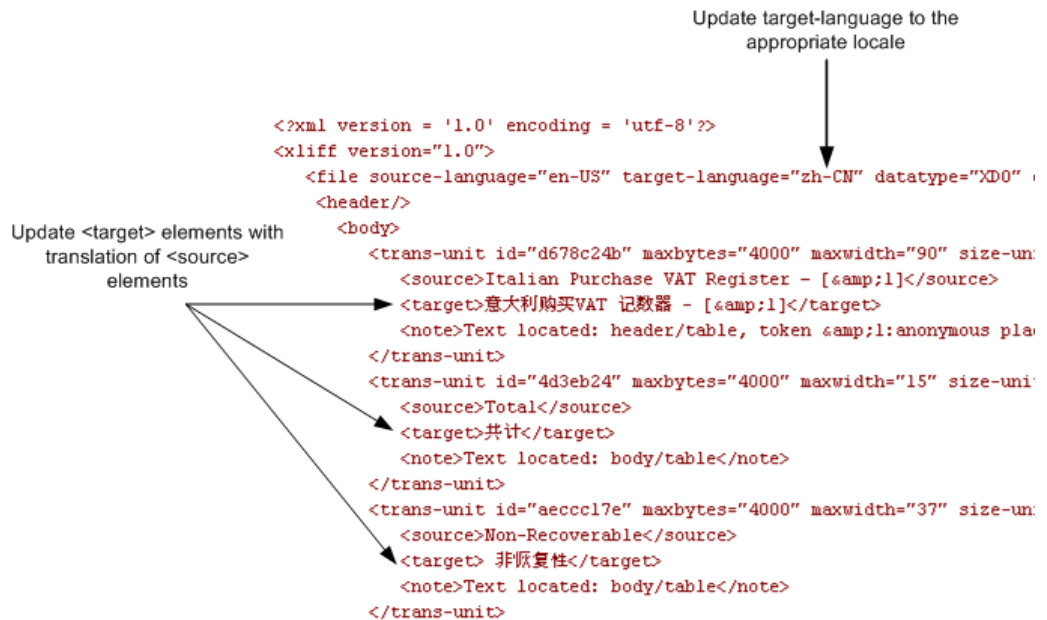 Update target-language to the
appropriate locale
<?xml version = '1.0' encoding = 'utf-8'?>
<xliff version="1.0">
<file source-language="en-US" target-language="zh-CN" datatype="XDO"
<header/>
<body>
Update <target> elements with
translation of <source>
elements
<trans-unit id="d678c24b" maxbytes="4000" maxwidth="90" size-un
<source>Italian Purchase VAT Register - [&amp;1]</source>
<target>意大利购买VAT 记数器 - [&amp;1]</target>
<note>Text located: header/table, token &amp;1:anonymous pla
</trans-unit>
<trans-unit id="4d3eb24" maxbytes="4000" maxwidth="15" size-uni
<source>Total</source>
<target>共计</target>
<note>Text located: body/table</note>
</trans-unit>
<trans-unit id="aeccc17e" maxbytes="4000" maxwidth="37" size-un
<source>Non-Recoverable</source>
<target> 非恢复性</target>
<note>Text located: body/table</note>
</trans-unit>